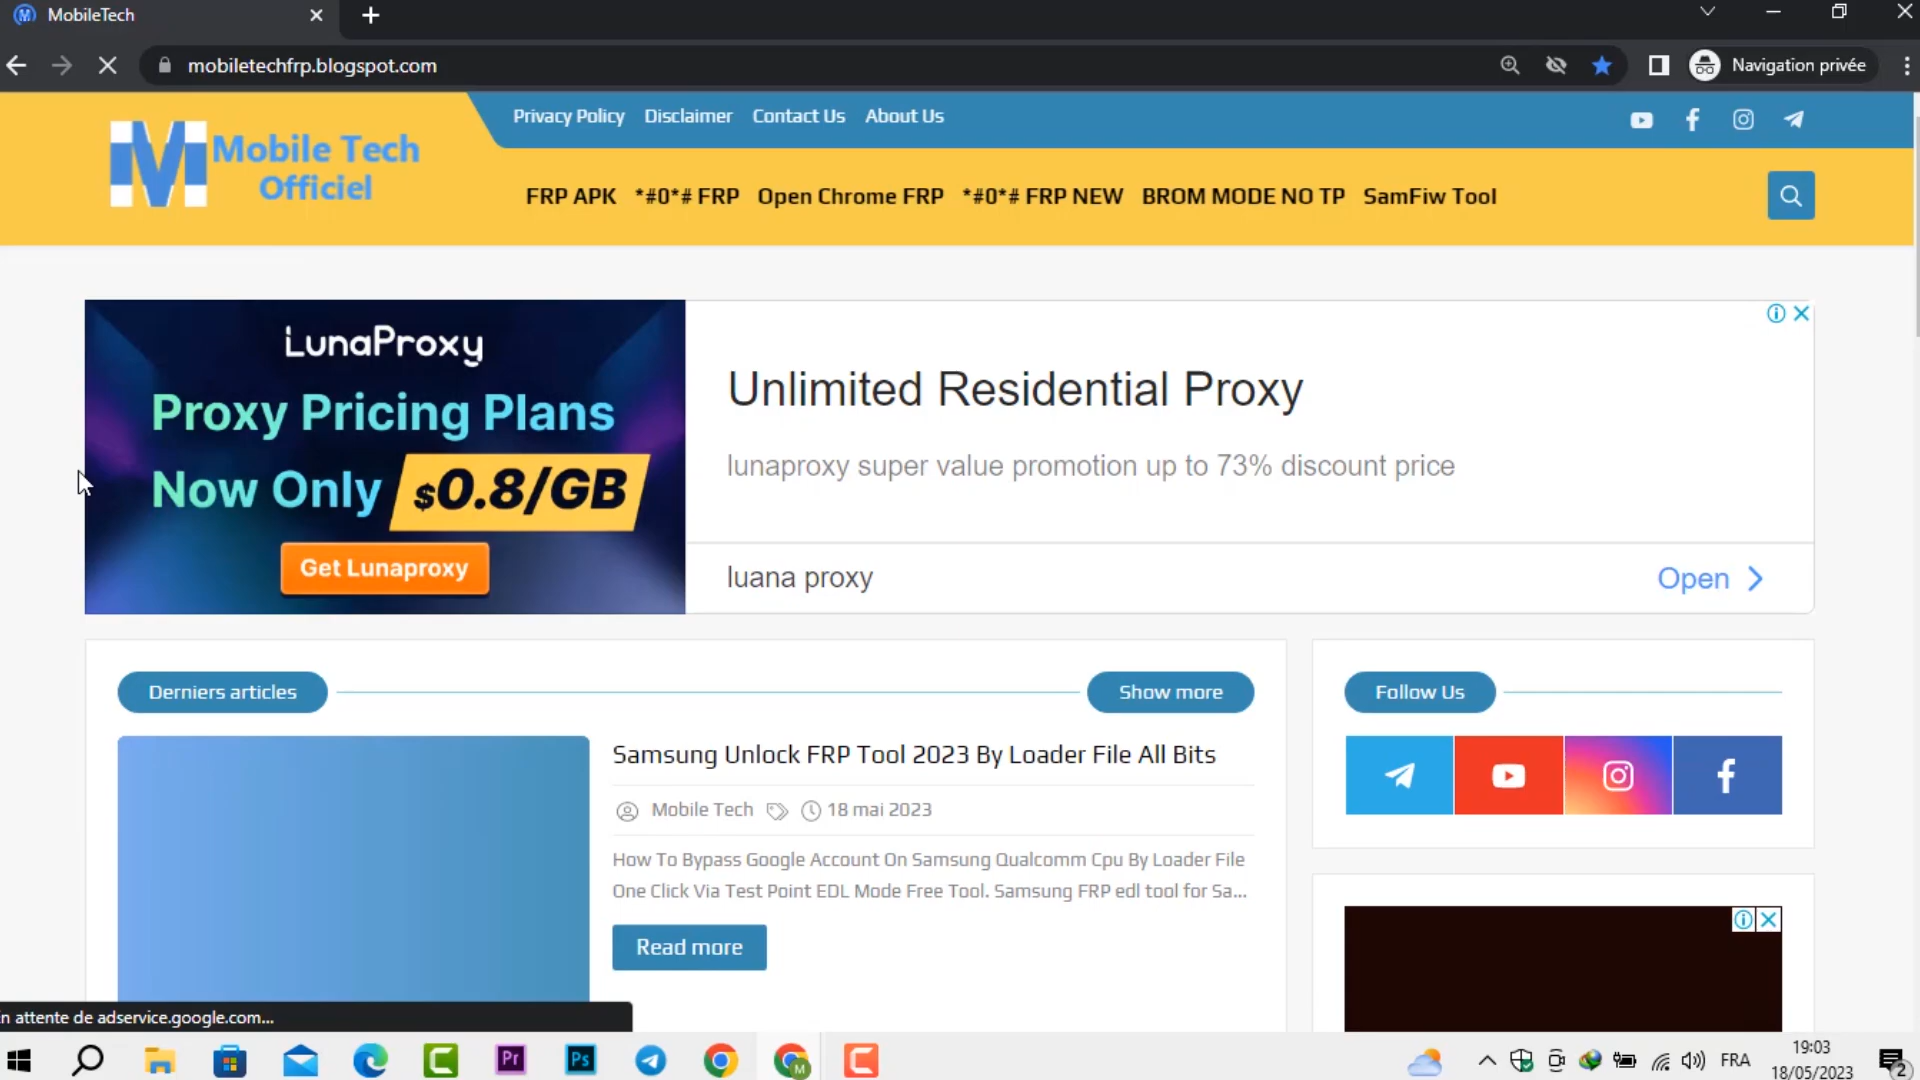 MobileTech
mobiletechfrp.blogspot.com
Navigation privée
Privacy Policy Disclaimer Contact Us About Us
Mobile Tech
Officiel
FRP APK *#0*# FRP Open Chrome FRP *#0*# FRP NEW BROM MODE NO TP SamFiw Tool
LunaProxy
Proxy Pricing Plans
Now Only $0.8/GB
Get Lunaproxy
Unlimited Residential Proxy
lunaproxy super value promotion up to 73% discount price
luana proxy
Open
Derniers articles
Show more
Follow Us
Samsung Unlock FRP Tool 2023 By Loader File All Bits
Mobile Tech 18 mai 2023
How To Bypass Google Account On Samsung Qualcomm Cpu By Loader File
One Click Via Test Point EDL Mode Free Tool. Samsung FRP edl tool for Sa...
Read more
n attente de adservice.google.com...
Pr
Ps
M
FRA
19:03
18/05/2023
2